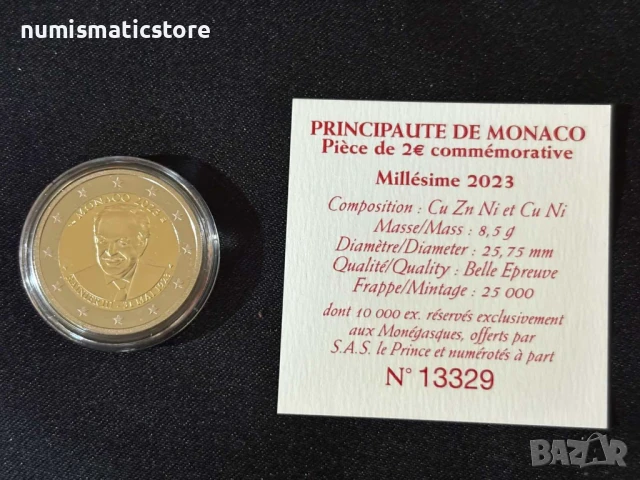 numismaticstore
MONACO 2023
PRINCIPAUTE DE MONACO
Pièce de 2€ commémorative
Millésime 2023
Composition : Cu Zn Ni et Cu Ni
Masse/Mass : 8,5 g
Diamètre/Diameter : 25,75 mm
Qualité/Quality : Belle Epreuve
Frappe/Mintage : 25 000
dont 10 000 ex. réservés exclusivement
aux Monégasques, offerts par
S.A.S. le Prince et numérotés à part
N° 13329
BAZAR